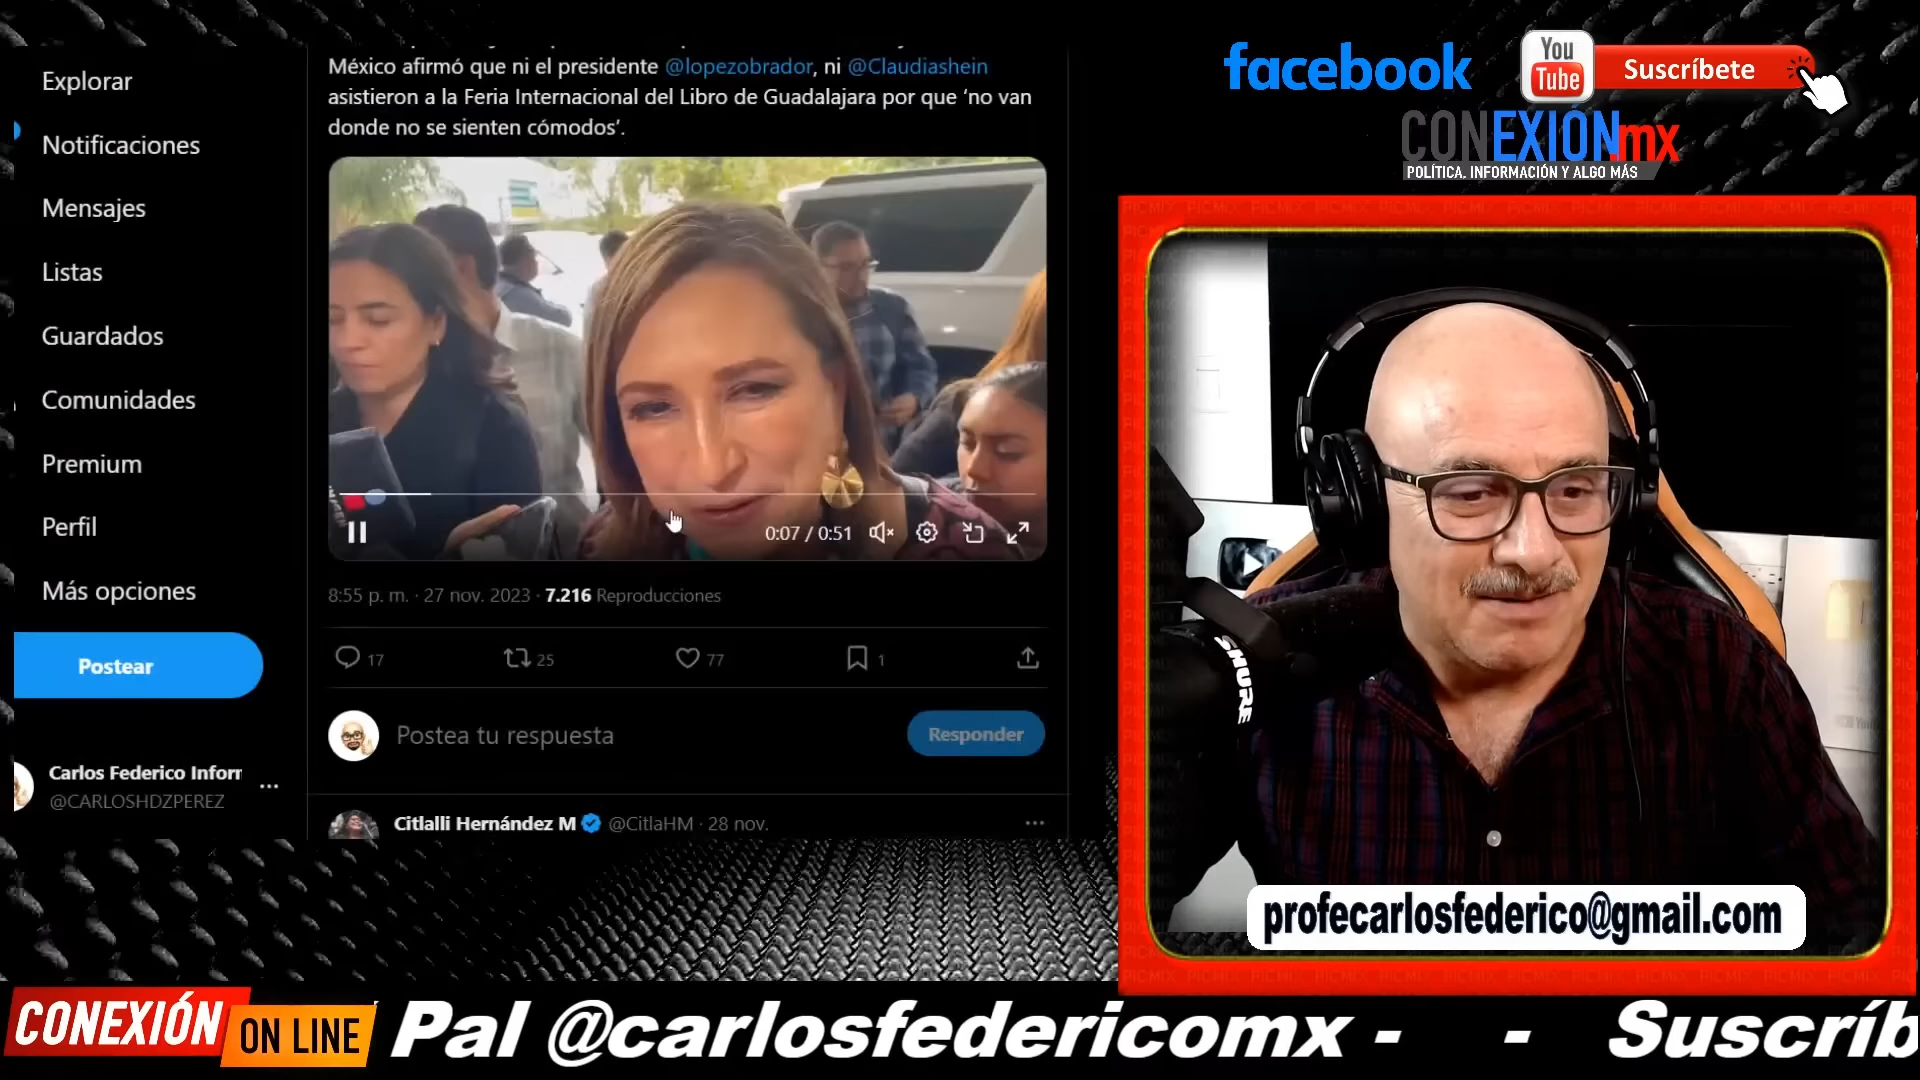 Explorar
Notificaciones
Mensajes
Listas
Guardados
Comunidades
Premium
Perfil
Más opciones
Postear
Carlos Federico Inforr
@CARLOSHDZPEREZ
México afirmó que ni el presidente @lopezobrador, ni @Claudiashein
asistieron a la Feria Internacional del Libro de Guadalajara por que ‘no van
donde no se sienten cómodos’.
0:07 / 0:51
8:55 p. m. · 27 nov. 2023 · 7.216 Reproducciones
17 25 77 1
Postea tu respuesta
Responder
Citlalli Hernández M @CitlaHM · 28 nov.
facebook
You
Tube
Suscríbete
CONEXIÓN.mx
POLÍTICA, INFORMACIÓN Y ALGO MÁS
SHURE
profecarlosfederico@gmail.com
CONEXIÓN
ON LINE
Pal @carlosfedericomx - - Suscríb